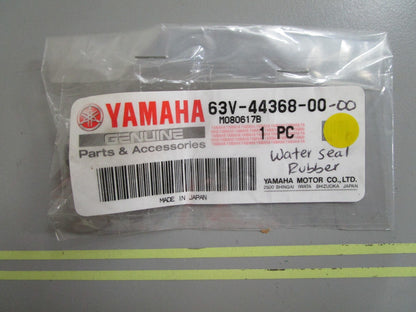 YAMAHA 63V-44368-00-00
M080617B
GENUINE
1 PC
Parts & Accessories
Water seal
Rubber
YAMAHA MOTOR CO., LTD.
2500 SHINGAI IWATA SHIZUOKA JAPAN
MADE IN JAPAN